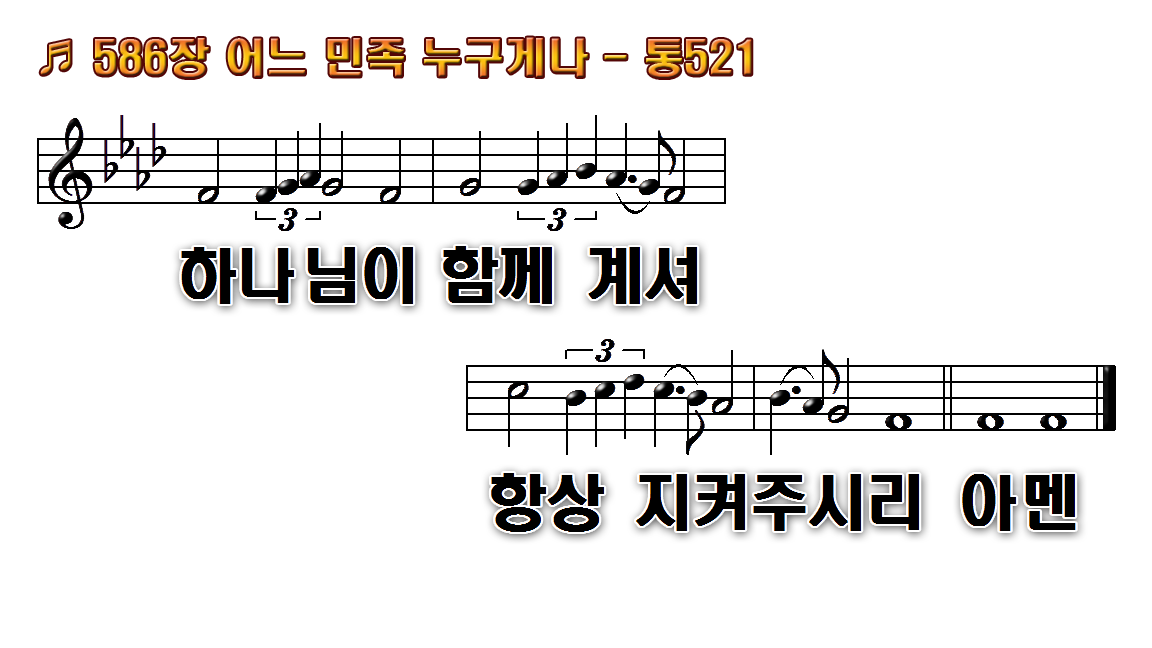 ♬ 586장 어느 민족 누구게나 - 통521
3 3
하나님이 함께 계셔
3
항상 지켜주시리 아멘